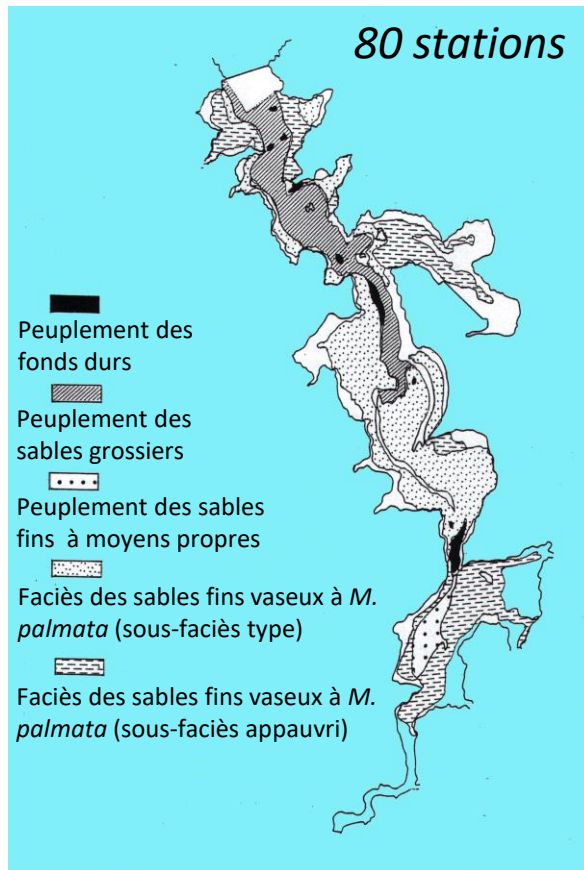 80 stations
Peuplement des
fonds durs
Peuplement des
sables grossiers
Peuplement des sables
fins à moyens propres
Faciès des sables fins vaseux à M.
palmata (sous-faciès type)
Faciès des sables fins vaseux à M.
palmata (sous-faciès appauvri)